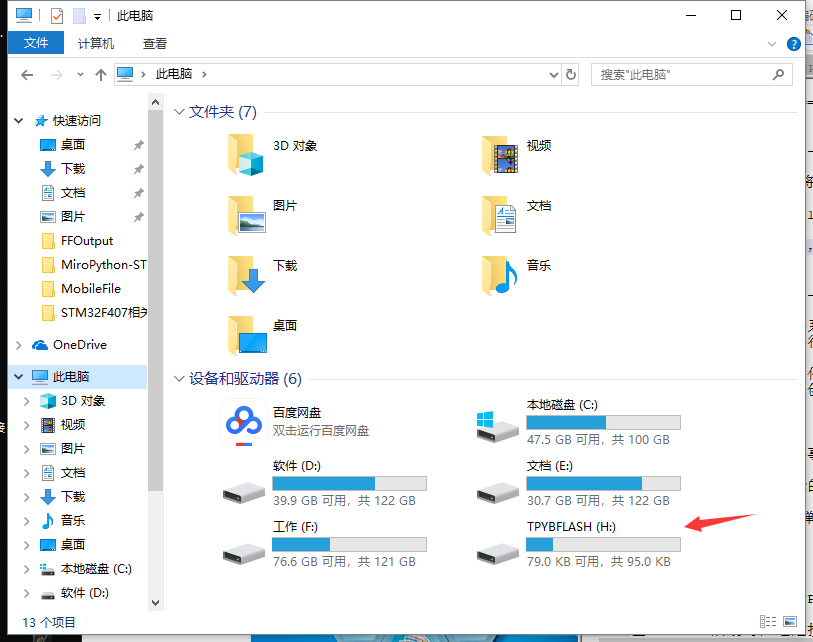 此电脑
文件 计算机 查看
此电脑
搜索"此电脑"
快速访问
桌面
下载
文档
图片
FFOutput
MiroPython-ST
MobileFile
STM32F407相关
OneDrive
此电脑
3D 对象
视频
图片
文档
下载
音乐
桌面
本地磁盘 (C:)
软件 (D:)
文件夹 (7)
3D 对象
视频
图片
文档
下载
音乐
桌面
设备和驱动器 (6)
百度网盘
双击运行百度网盘
本地磁盘 (C:)
47.5 GB 可用，共 100 GB
软件 (D:)
39.9 GB 可用，共 122 GB
文档 (E:)
30.7 GB 可用，共 122 GB
工作 (F:)
76.6 GB 可用，共 121 GB
TPYBFLASH (H:)
79.0 KB 可用，共 95.0 KB
13 个项目